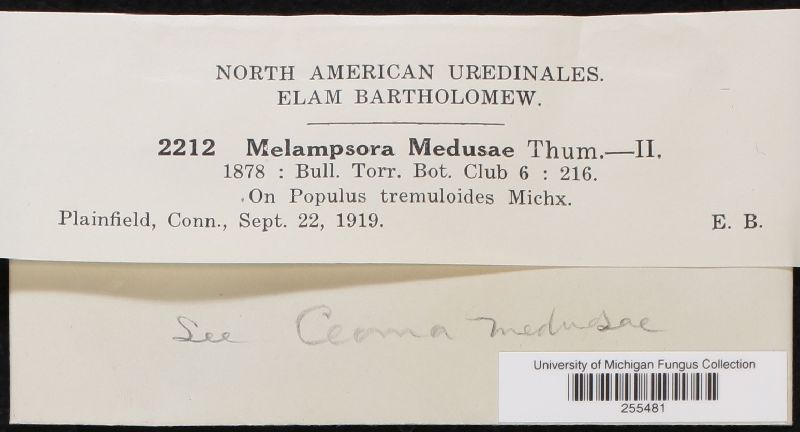 NORTH AMERICAN UREDINALES.
ELAM BARTHOLOMEW.
2212 Melampsora Medusae Thum.—II.
1878 : Bull. Torr. Bot. Club 6 : 216.
On Populus tremuloides Michx.
Plainfield, Conn., Sept. 22, 1919. E. B.
See Ceoma medusae
University of Michigan Fungus Collection
255481